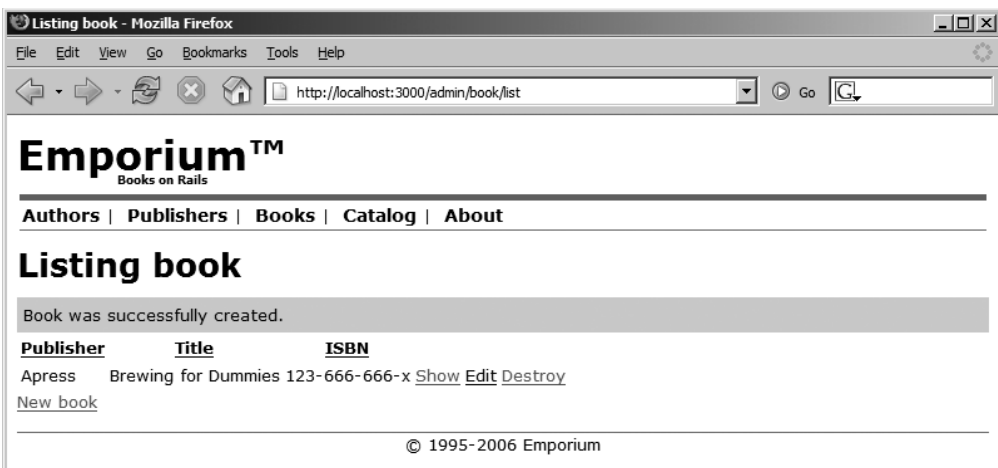 Listing book - Mozilla Firefox
File Edit View Go Bookmarks Tools Help
http://localhost:3000/admin/book/list Go G
Emporium™
Books on Rails
Authors | Publishers | Books | Catalog | About
Listing book
Book was successfully created.
Publisher Title ISBN
Apress Brewing for Dummies 123-666-666-x Show Edit Destroy
New book
© 1995-2006 Emporium